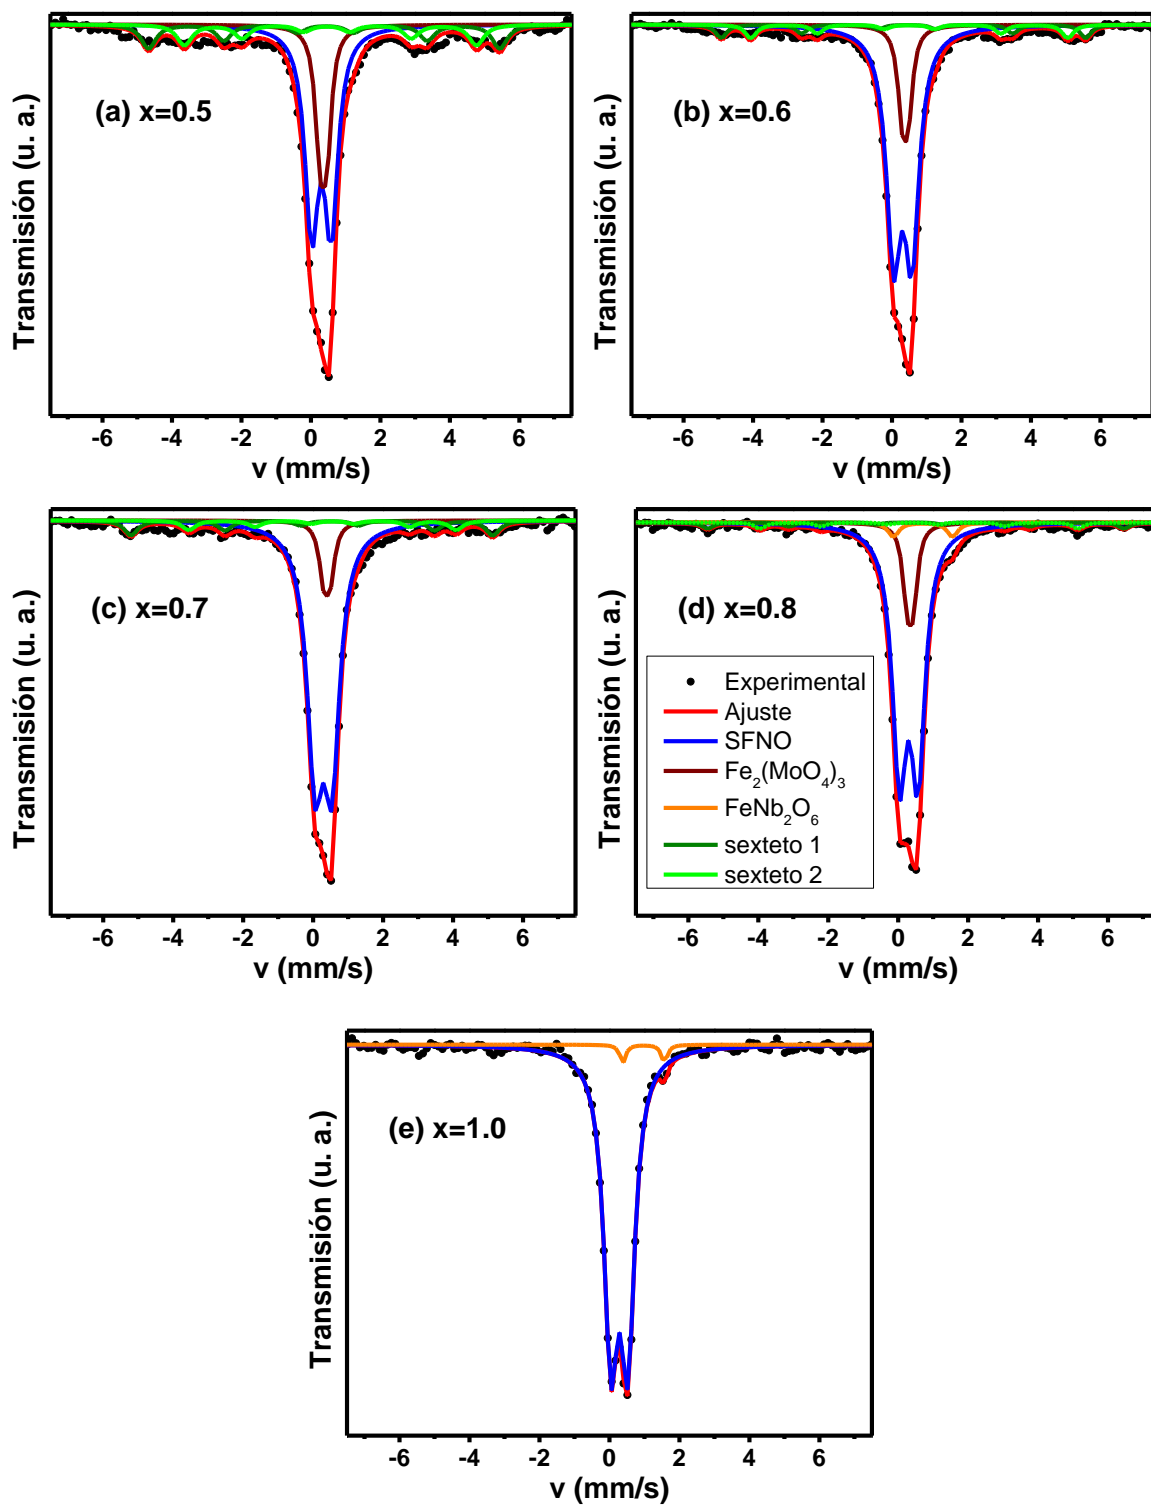 (a) x=0.5
Transmisión (u. a.)
-6 -4 -2 0 2 4 6
v (mm/s)
(b) x=0.6
Transmisión (u. a.)
-6 -4 -2 0 2 4 6
v (mm/s)
(c) x=0.7
Transmisión (u. a.)
-6 -4 -2 0 2 4 6
v (mm/s)
(d) x=0.8
Transmisión (u. a.)
Experimental
Ajuste
SFNO
Fe₂(MoO₄)₃
FeNb₂O₆
sexteto 1
sexteto 2
-6 -4 -2 0 2 4 6
v (mm/s)
(e) x=1.0
Transmisión (u. a.)
-6 -4 -2 0 2 4 6
v (mm/s)